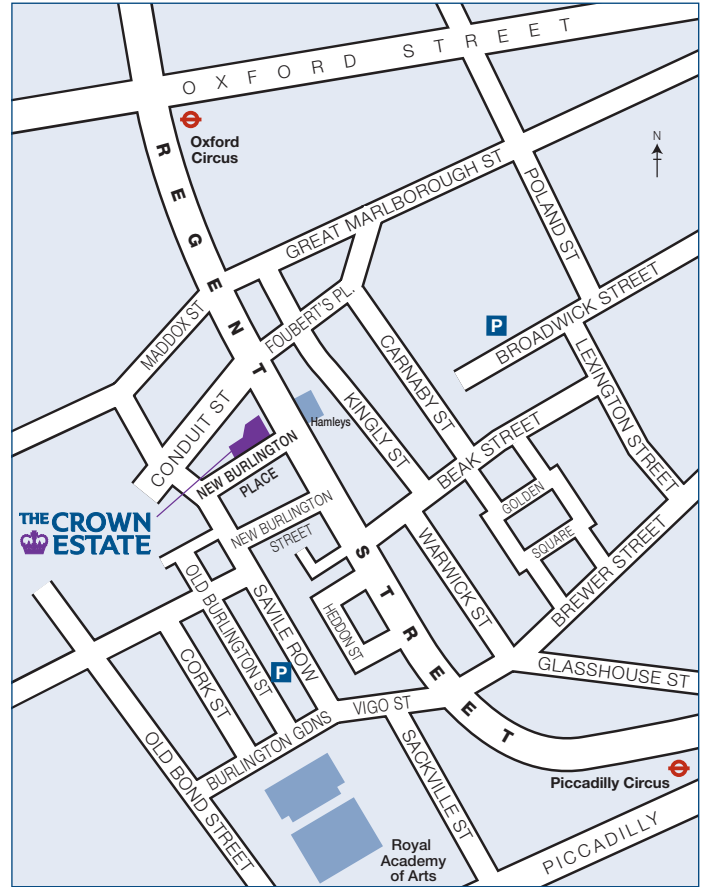 OXFORD STREET
Oxford
Circus
N
REGENT STREET
GREAT MARLBOROUGH ST
POLAND ST
MADDOX ST
FOUBERT'S PL.
P
BROADWICK STREET
CARNABY ST
LEXINGTON STREET
CONDUIT ST
KINGLY ST
Hamleys
BEAK STREET
NEW BURLINGTON
PLACE
THE CROWN
ESTATE
NEW BURLINGTON
STREET
GOLDEN
SQUARE
WARWICK ST
BREWER STREET
OLD BURLINGTON ST
SAVILE ROW
HEDDON ST
CORK ST
P
GLASSHOUSE ST
VIGO ST
BURLINGTON GDNS
OLD BOND STREET
SACKVILLE ST
Piccadilly Circus
PICCADILLY
Royal
Academy
of Arts